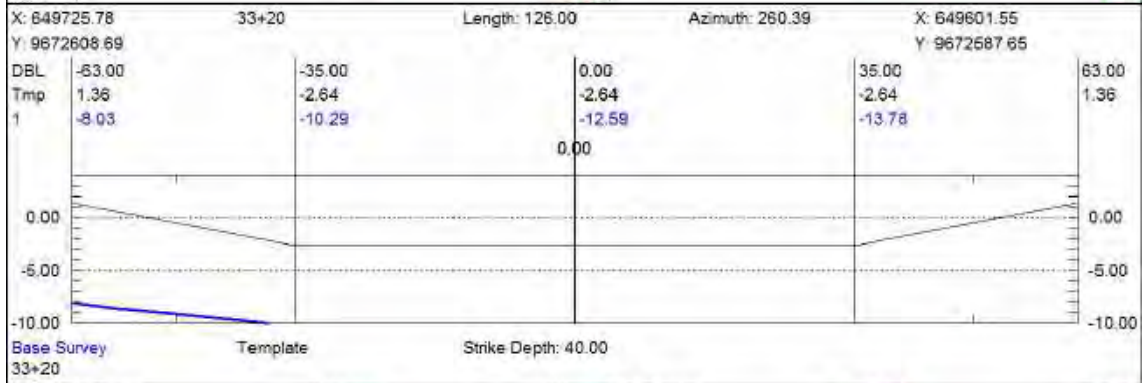 X: 649725.78 33+20 Length: 126.00 Azimuth: 260.39 X: 649601.55
Y: 9672608.69 Y: 9672587.65
DBL -63.00 -35.00 0.00 35.00 63.00
Tmp 1.36 -2.64 -2.64 -2.64 1.36
1 -8.03 -10.29 -12.59 -13.78
0.00
0.00 0.00
-5.00 -5.00
-10.00 -10.00
Base Survey Template Strike Depth: 40.00
33+20